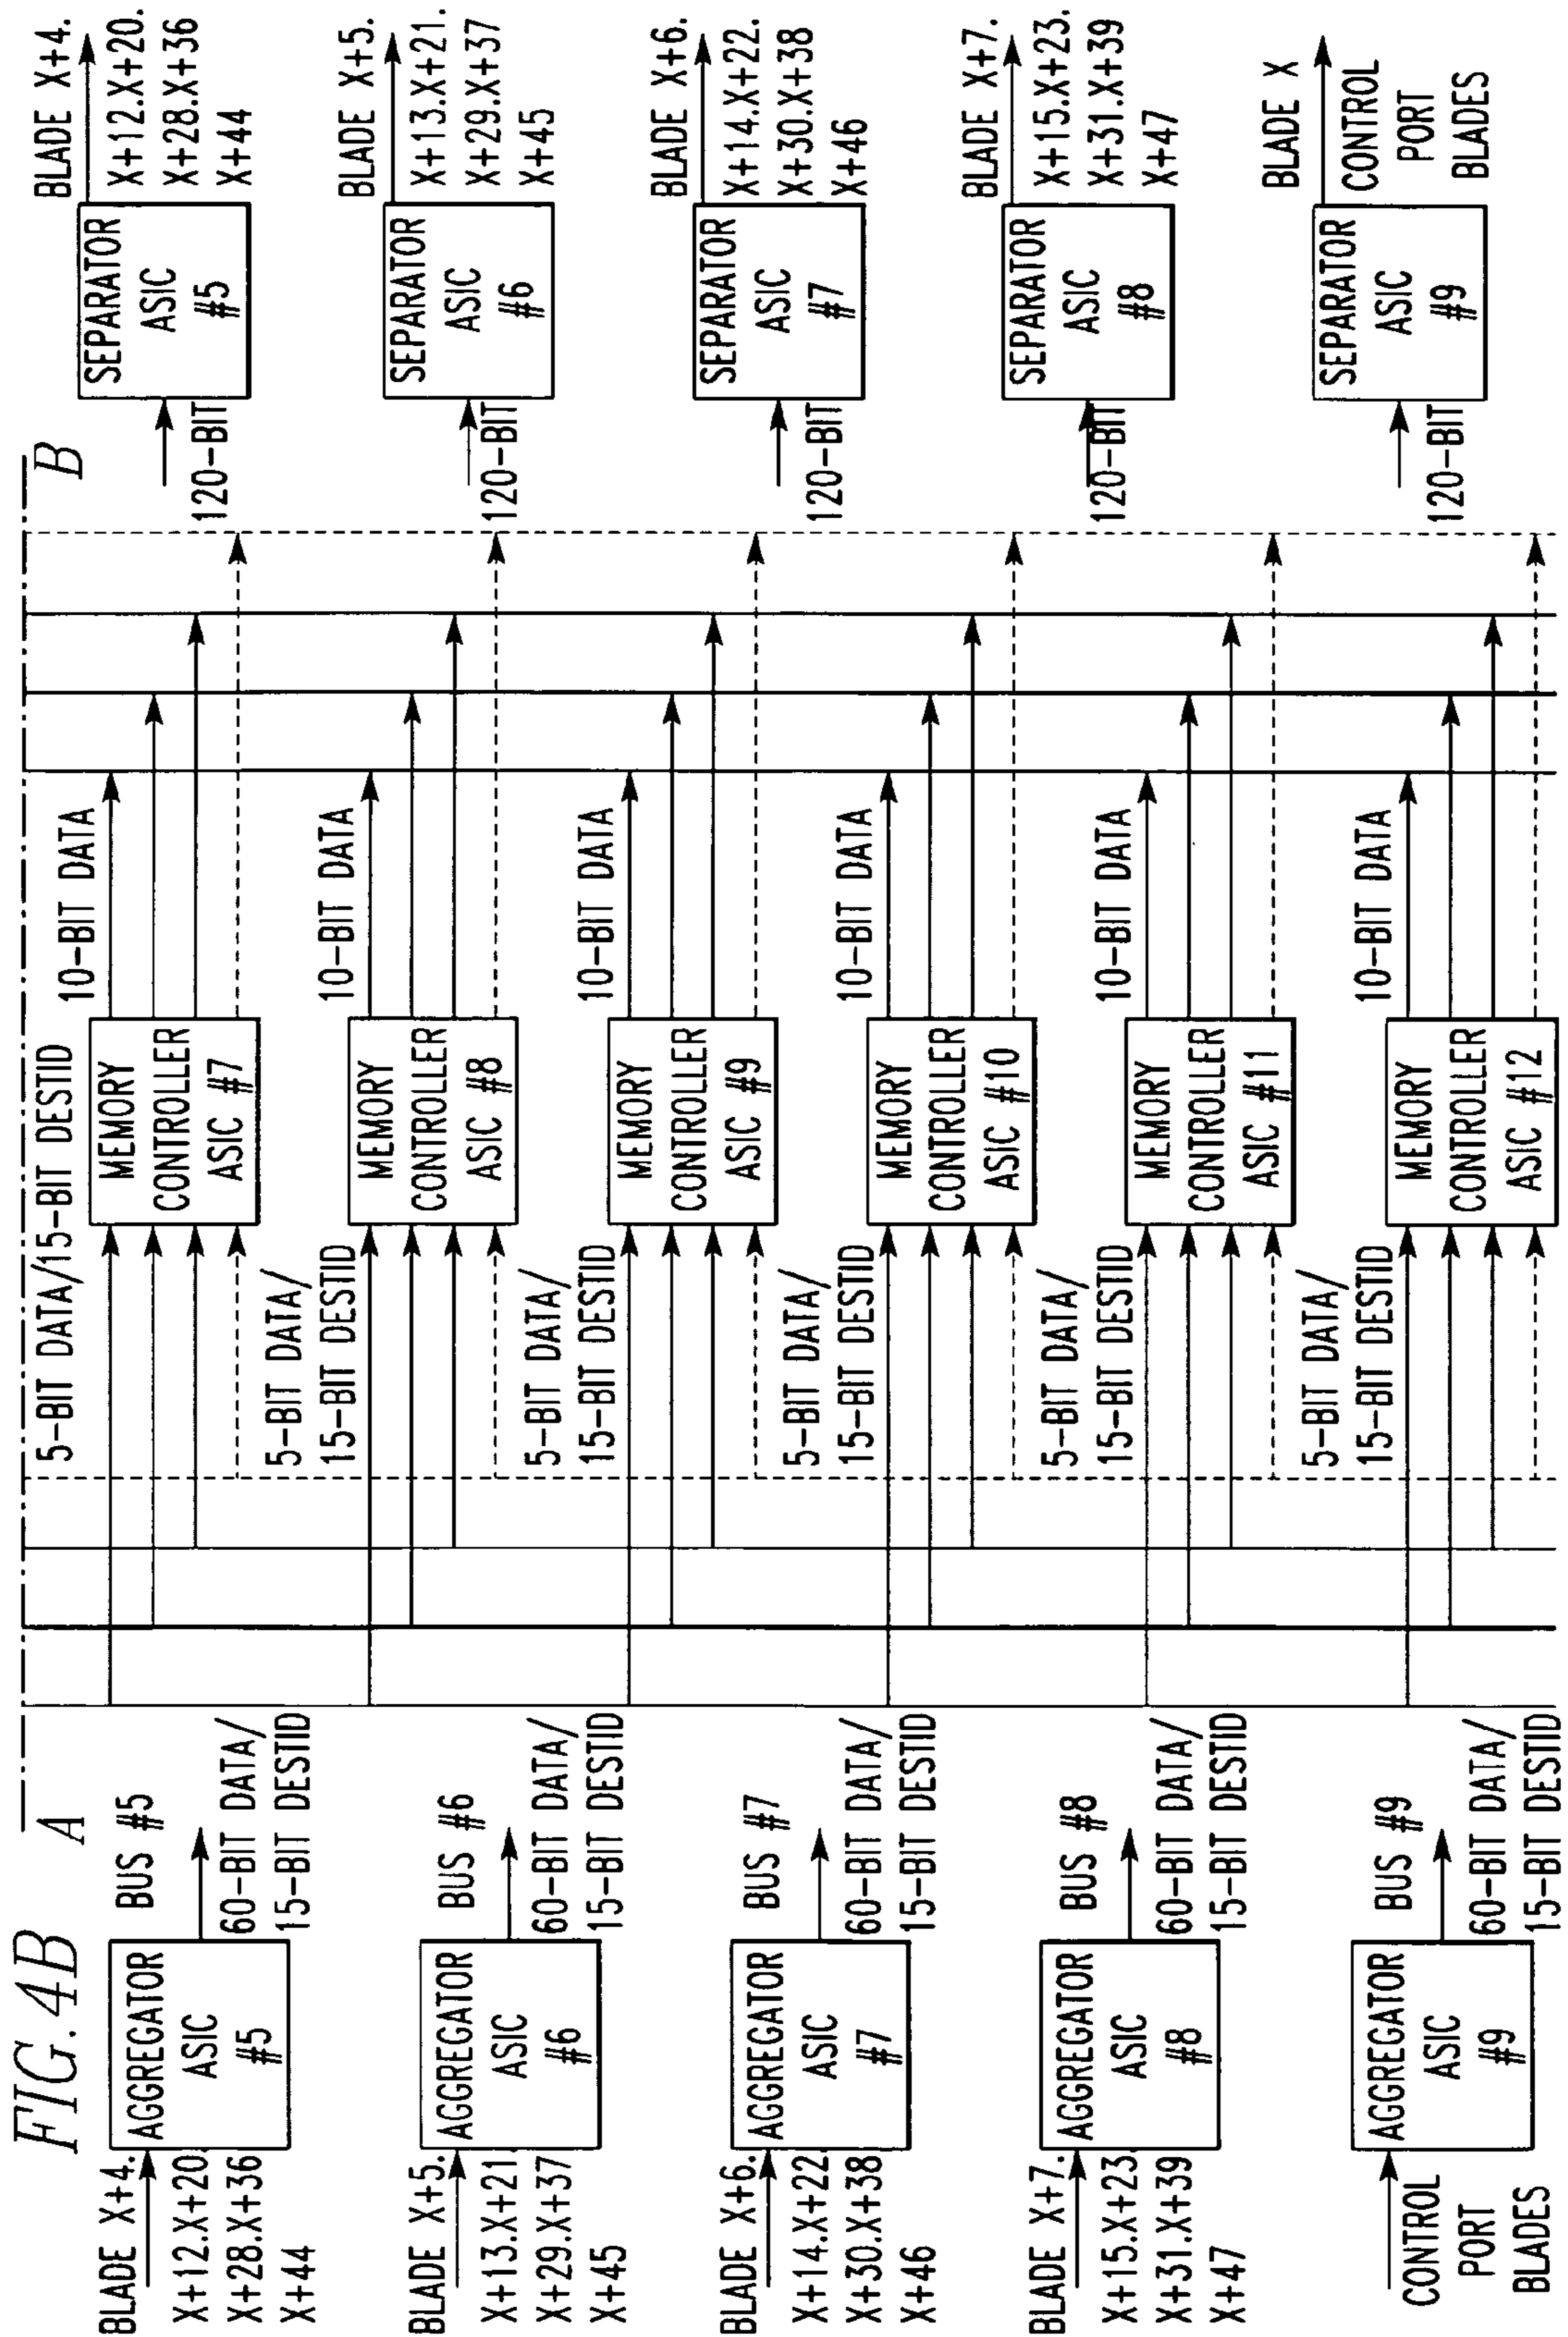 FIG.4B
A
B
BLADE X+4.
X+12.X+20
X+28.X+36
X+44
AGGREGATOR
ASIC
#5
BUS #5
60-BIT DATA/
15-BIT DESTID
BLADE X+5.
X+13.X+21
X+29.X+37
X+45
AGGREGATOR
ASIC
#6
BUS #6
60-BIT DATA/
15-BIT DESTID
BLADE X+6.
X+14.X+22
X+30.X+38
X+46
AGGREGATOR
ASIC
#7
BUS #7
60-BIT DATA/
15-BIT DESTID
BLADE X+7.
X+15.X+23
X+31.X+39
X+47
AGGREGATOR
ASIC
#8
BUS #8
60-BIT DATA/
15-BIT DESTID
CONTROL
PORT
BLADES
AGGREGATOR
ASIC
#9
BUS #9
60-BIT DATA/
15-BIT DESTID
5-BIT DATA/15-BIT DESTID
MEMORY
CONTROLLER
ASIC #7
10-BIT DATA
5-BIT DATA/
15-BIT DESTID
MEMORY
CONTROLLER
ASIC #8
10-BIT DATA
5-BIT DATA/
15-BIT DESTID
MEMORY
CONTROLLER
ASIC #9
10-BIT DATA
5-BIT DATA/
15-BIT DESTID
MEMORY
CONTROLLER
ASIC #10
10-BIT DATA
5-BIT DATA/
15-BIT DESTID
MEMORY
CONTROLLER
ASIC #11
10-BIT DATA
5-BIT DATA/
15-BIT DESTID
MEMORY
CONTROLLER
ASIC #12
10-BIT DATA
120-BIT
SEPARATOR
ASIC
#5
BLADE X+4.
X+12.X+20.
X+28.X+36
X+44
120-BIT
SEPARATOR
ASIC
#6
BLADE X+5.
X+13.X+21.
X+29.X+37
X+45
120-BIT
SEPARATOR
ASIC
#7
BLADE X+6.
X+14.X+22.
X+30.X+38
X+46
120-BIT
SEPARATOR
ASIC
#8
BLADE X+7.
X+15.X+23.
X+31.X+39
X+47
120-BIT
SEPARATOR
ASIC
#9
BLADE X
CONTROL
PORT
BLADES